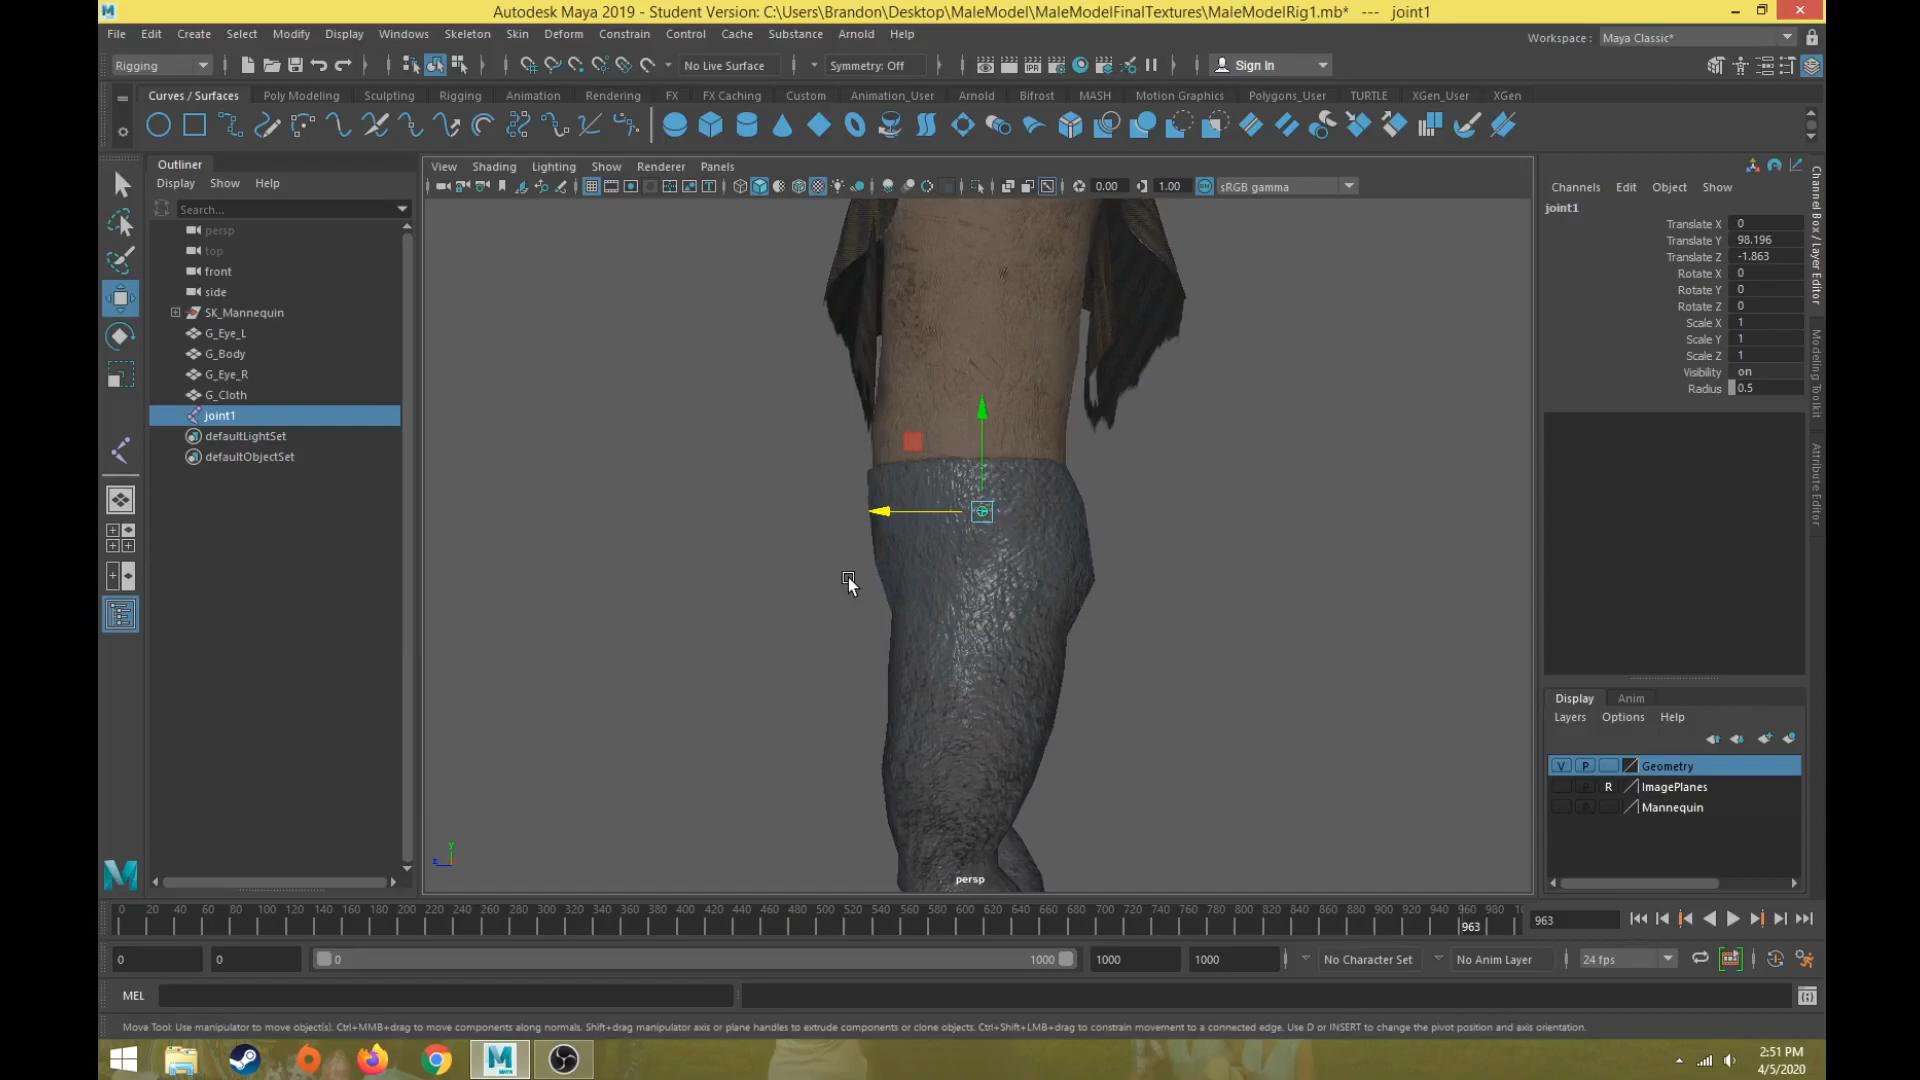 Autodesk Maya 2019 - Student Version: C:\Users\Brandon\Desktop\MaleModel\MaleModelFinalTextures\MaleModelRig1.mb* --- joint1
File Edit Create Select Modify Display Windows Skeleton Skin Deform Constrain Control Cache Substance Arnold Help
Workspace : Maya Classic*
Rigging
No Live Surface
Symmetry: Off
Sign In
Curves / Surfaces Poly Modeling Sculpting Rigging Animation Rendering FX FX Caching Custom Animation_User Arnold Bifrost MASH Motion Graphics Polygons_User TURTLE XGen_User XGen
Outliner
Display Show Help
Search...
persp
top
front
side
SK_Mannequin
G_Eye_L
G_Body
G_Eye_R
G_Cloth
joint1
defaultLightSet
defaultObjectSet
View Shading Lighting Show Renderer Panels
0.00 1.00 sRGB gamma
y
z
persp
Channels Edit Object Show
joint1
Translate X 0
Translate Y 98.196
Translate Z -1.863
Rotate X 0
Rotate Y 0
Rotate Z 0
Scale X 1
Scale Y 1
Scale Z 1
Visibility on
Radius 0.5
Channel Box / Layer Editor
Modeling Toolkit
Attribute Editor
Display Anim
Layers Options Help
V P Geometry
P R ImagePlanes
P Mannequin
0 20 40 60 80 100 120 140 160 180 200 220 240 260 280 300 320 340 360 380 400 420 440 460 480 500 520 540 560 580 600 620 640 660 680 700 720 740 760 780 800 820 840 860 880 900 920 940 960 980
963
963
0 0 0 1000 1000 1000 No Character Set No Anim Layer 24 fps
MEL
Move Tool: Use manipulator to move object(s). Ctrl+MMB+drag to move components along normals. Shift+drag manipulator axis or plane handles to extrude components or clone objects. Ctrl+Shift+LMB+drag to constrain movement to a connected edge. Use D or INSERT to change the pivot position and axis orientation.
2:51 PM
4/5/2020